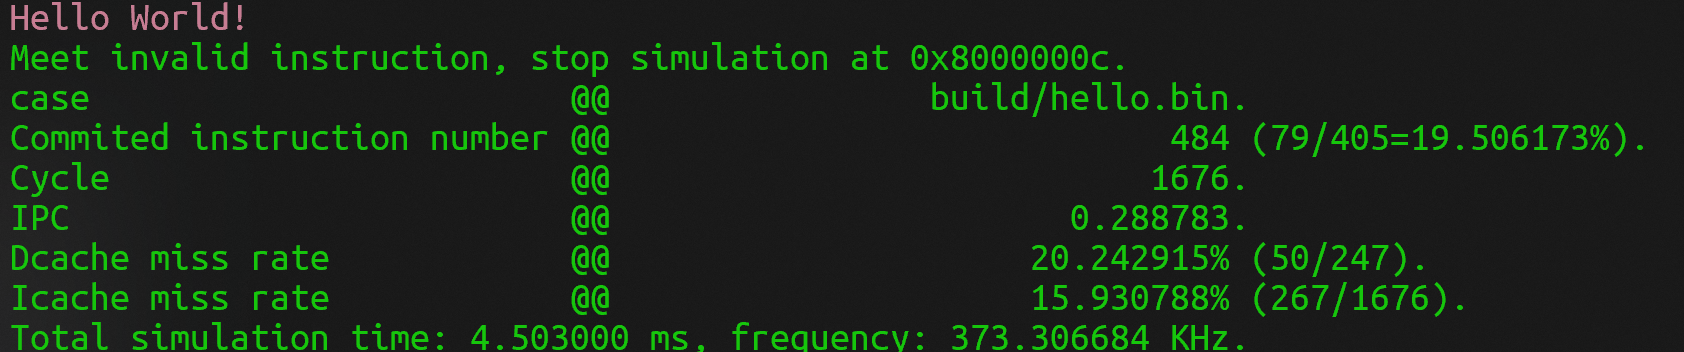 Hello World!
Meet invalid instruction, stop simulation at 0x8000000c.
case @@ build/hello.bin.
Commited instruction number @@ 484 (79/405=19.506173%).
Cycle @@ 1676.
IPC @@ 0.288783.
Dcache miss rate @@ 20.242915% (50/247).
Icache miss rate @@ 15.930788% (267/1676).
Total simulation time: 4.503000 ms, frequency: 373.306684 KHz.